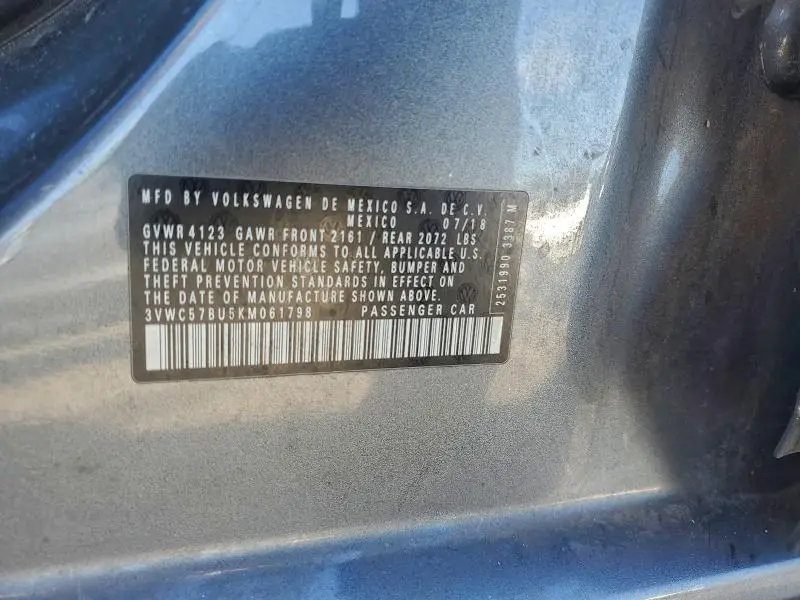 MFD BY VOLKSWAGEN DE MEXICO S.A. DE C.V.
MEXICO 07/18
GVWR 4123 GAWR FRONT 2161 / REAR 2072 LBS
THIS VEHICLE CONFORMS TO ALL APPLICABLE U.S.
FEDERAL MOTOR VEHICLE SAFETY, BUMPER AND
THEFT PREVENTION STANDARDS IN EFFECT ON
THE DATE OF MANUFACTURE SHOWN ABOVE.
3VWC57BU5KM061798 PASSENGER CAR
2531990 3387 M